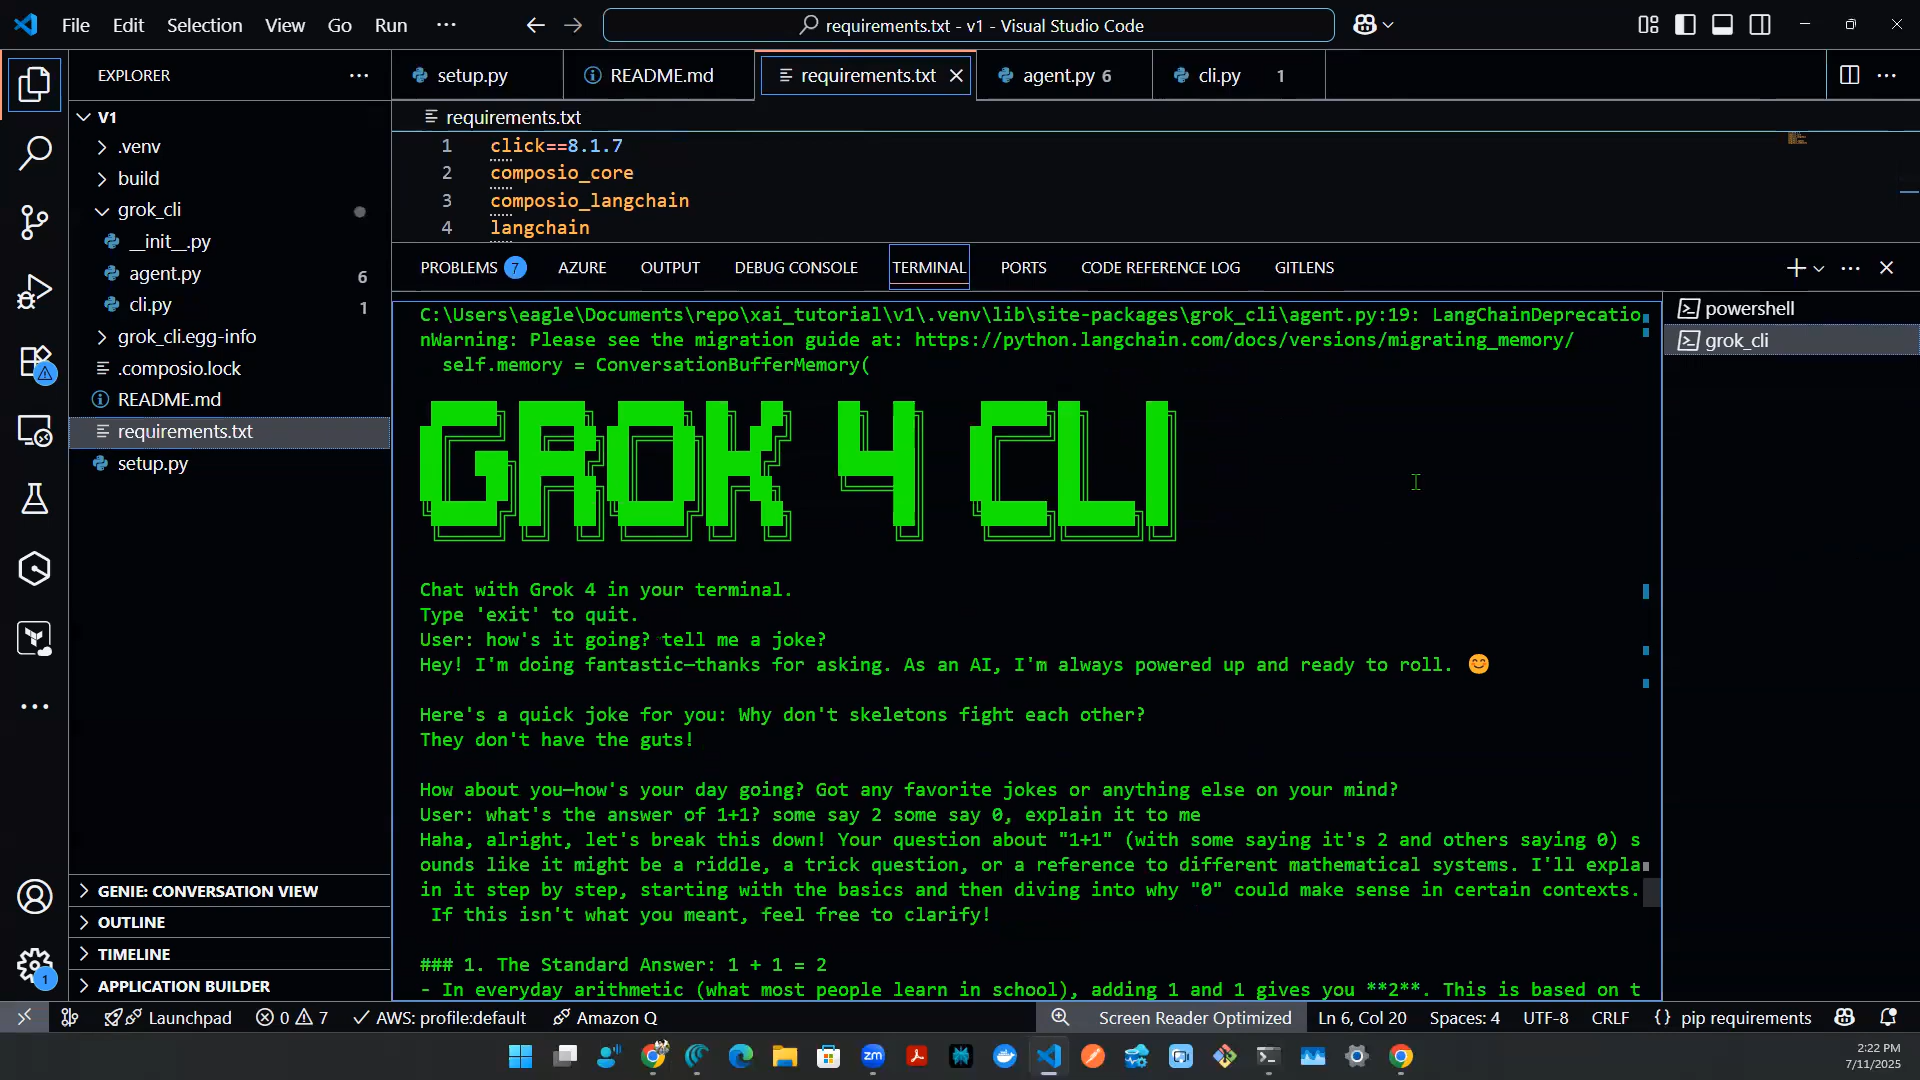 File Edit Selection View Go Run ···
requirements.txt - v1 - Visual Studio Code
EXPLORER ···
setup.py
README.md
requirements.txt
agent.py 6
cli.py 1
V1
.venv
build
grok_cli
__init__.py
agent.py 6
cli.py 1
grok_cli.egg-info
.composio.lock
README.md
requirements.txt
setup.py
GENIE: CONVERSATION VIEW
OUTLINE
TIMELINE
APPLICATION BUILDER
1
requirements.txt
1 click==8.1.7
2 composio_core
3 composio_langchain
4 langchain
PROBLEMS 7 AZURE OUTPUT DEBUG CONSOLE TERMINAL PORTS CODE REFERENCE LOG GITLENS
C:\Users\eagle\Documents\repo\xai_tutorial\v1\.venv\lib\site-packages\grok_cli\agent.py:19: LangChainDeprecatio
nWarning: Please see the migration guide at: https://python.langchain.com/docs/versions/migrating_memory/
self.memory = ConversationBufferMemory(
GROK 4 CLI
Chat with Grok 4 in your terminal.
Type 'exit' to quit.
User: how's it going? tell me a joke?
Hey! I'm doing fantastic—thanks for asking. As an AI, I'm always powered up and ready to roll. 😊
Here's a quick joke for you: Why don't skeletons fight each other?
They don't have the guts!
How about you—how's your day going? Got any favorite jokes or anything else on your mind?
User: what's the answer of 1+1? some say 2 some say 0, explain it to me
Haha, alright, let's break this down! Your question about "1+1" (with some saying it's 2 and others saying 0) s
ounds like it might be a riddle, a trick question, or a reference to different mathematical systems. I'll expla
in it step by step, starting with the basics and then diving into why "0" could make sense in certain contexts.
If this isn't what you meant, feel free to clarify!
### 1. The Standard Answer: 1 + 1 = 2
- In everyday arithmetic (what most people learn in school), adding 1 and 1 gives you **2**. This is based on t
powershell
grok_cli
Launchpad 0 7 AWS: profile:default Amazon Q
Screen Reader Optimized Ln 6, Col 20 Spaces: 4 UTF-8 CRLF {} pip requirements
zm
2:22 PM
7/11/2025